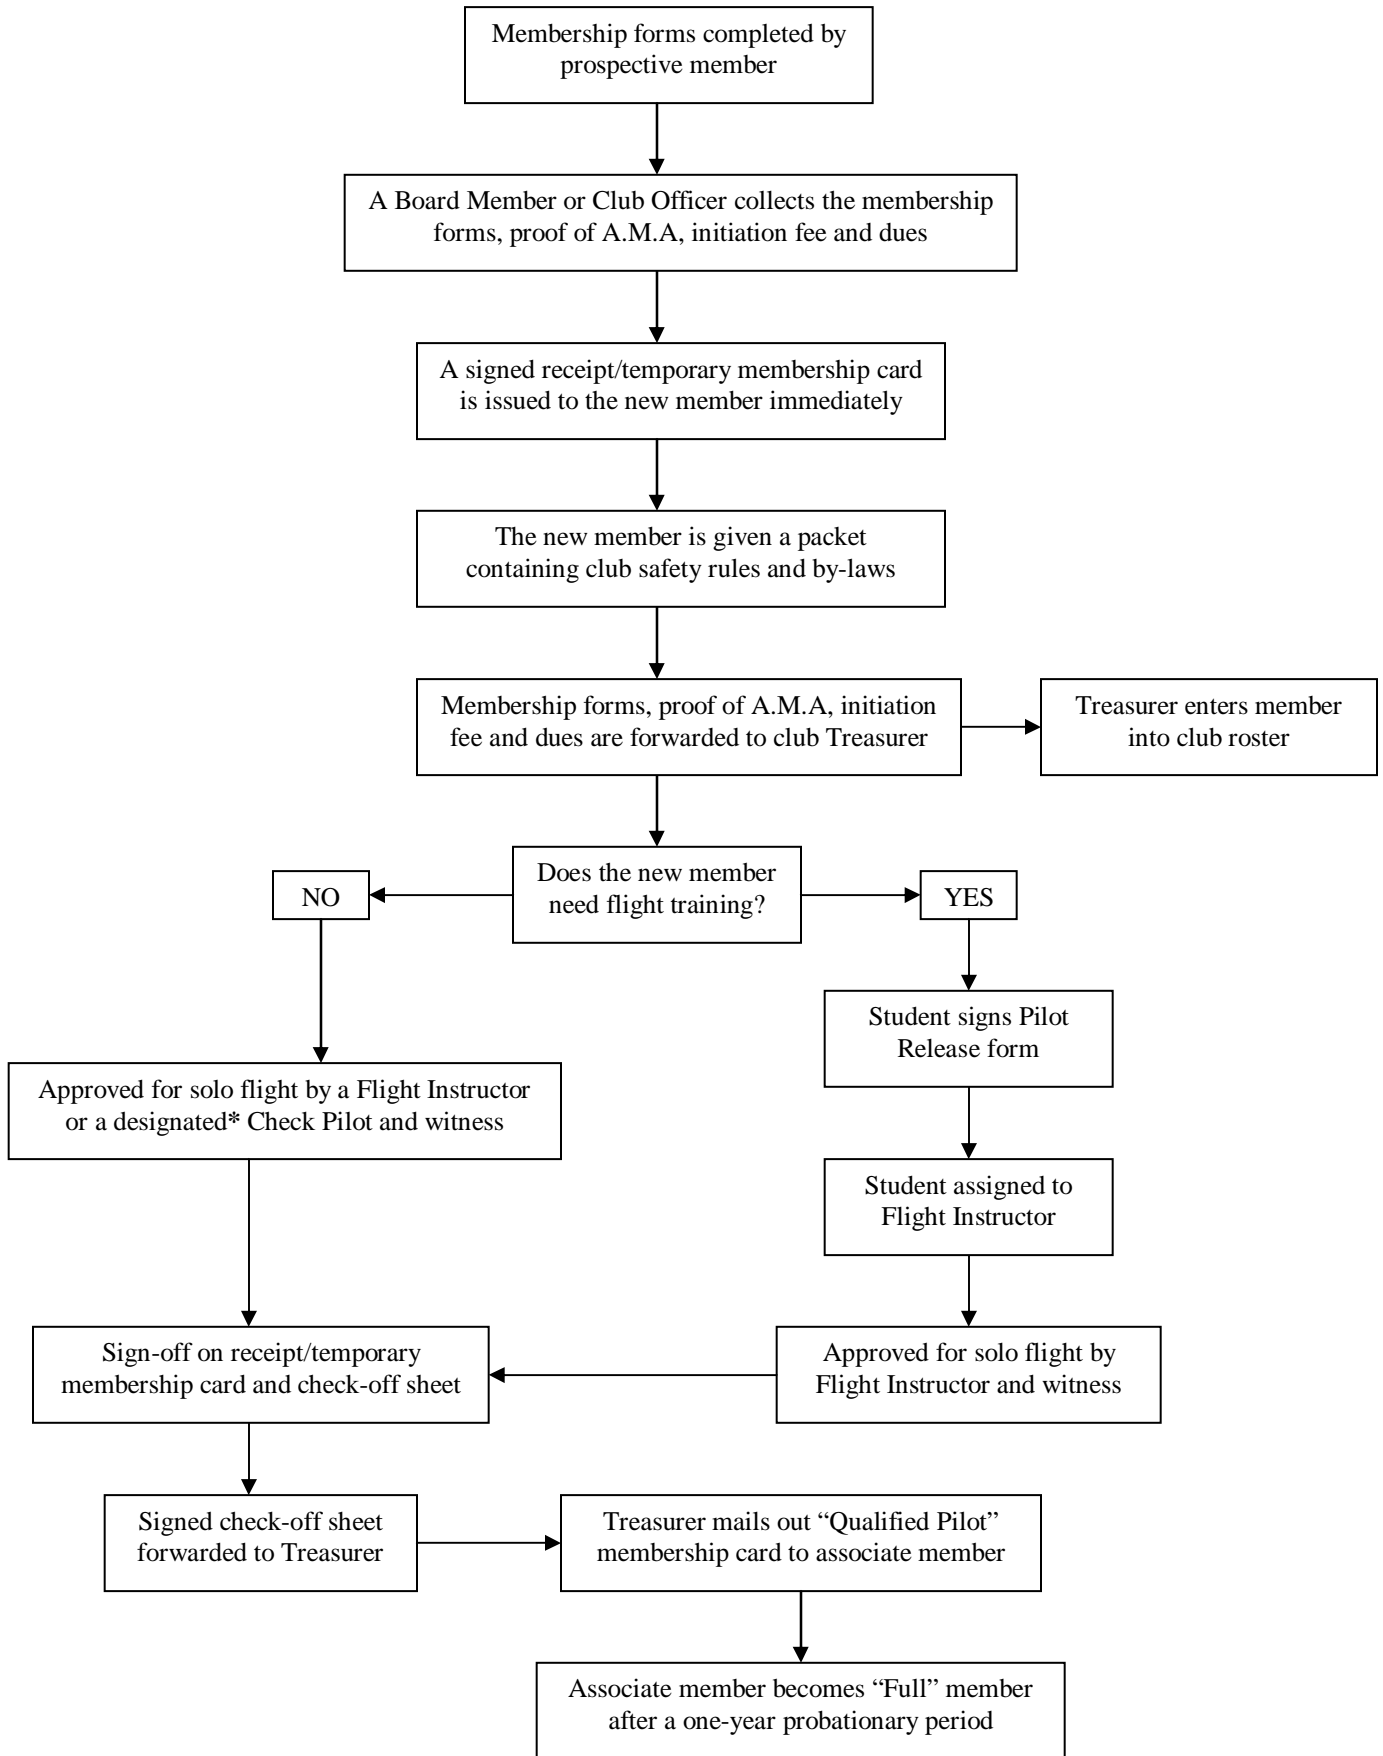 Membership forms completed by
prospective member
A Board Member or Club Officer collects the membership
forms, proof of A.M.A, initiation fee and dues
A signed receipt/temporary membership card
is issued to the new member immediately
The new member is given a packet
containing club safety rules and by-laws
Membership forms, proof of A.M.A, initiation
fee and dues are forwarded to club Treasurer
Treasurer enters member
into club roster
Does the new member
need flight training?
NO
YES
Student signs Pilot
Release form
Approved for solo flight by a Flight Instructor
or a designated* Check Pilot and witness
Student assigned to
Flight Instructor
Sign-off on receipt/temporary
membership card and check-off sheet
Approved for solo flight by
Flight Instructor and witness
Signed check-off sheet
forwarded to Treasurer
Treasurer mails out “Qualified Pilot”
membership card to associate member
Associate member becomes “Full” member
after a one-year probationary period